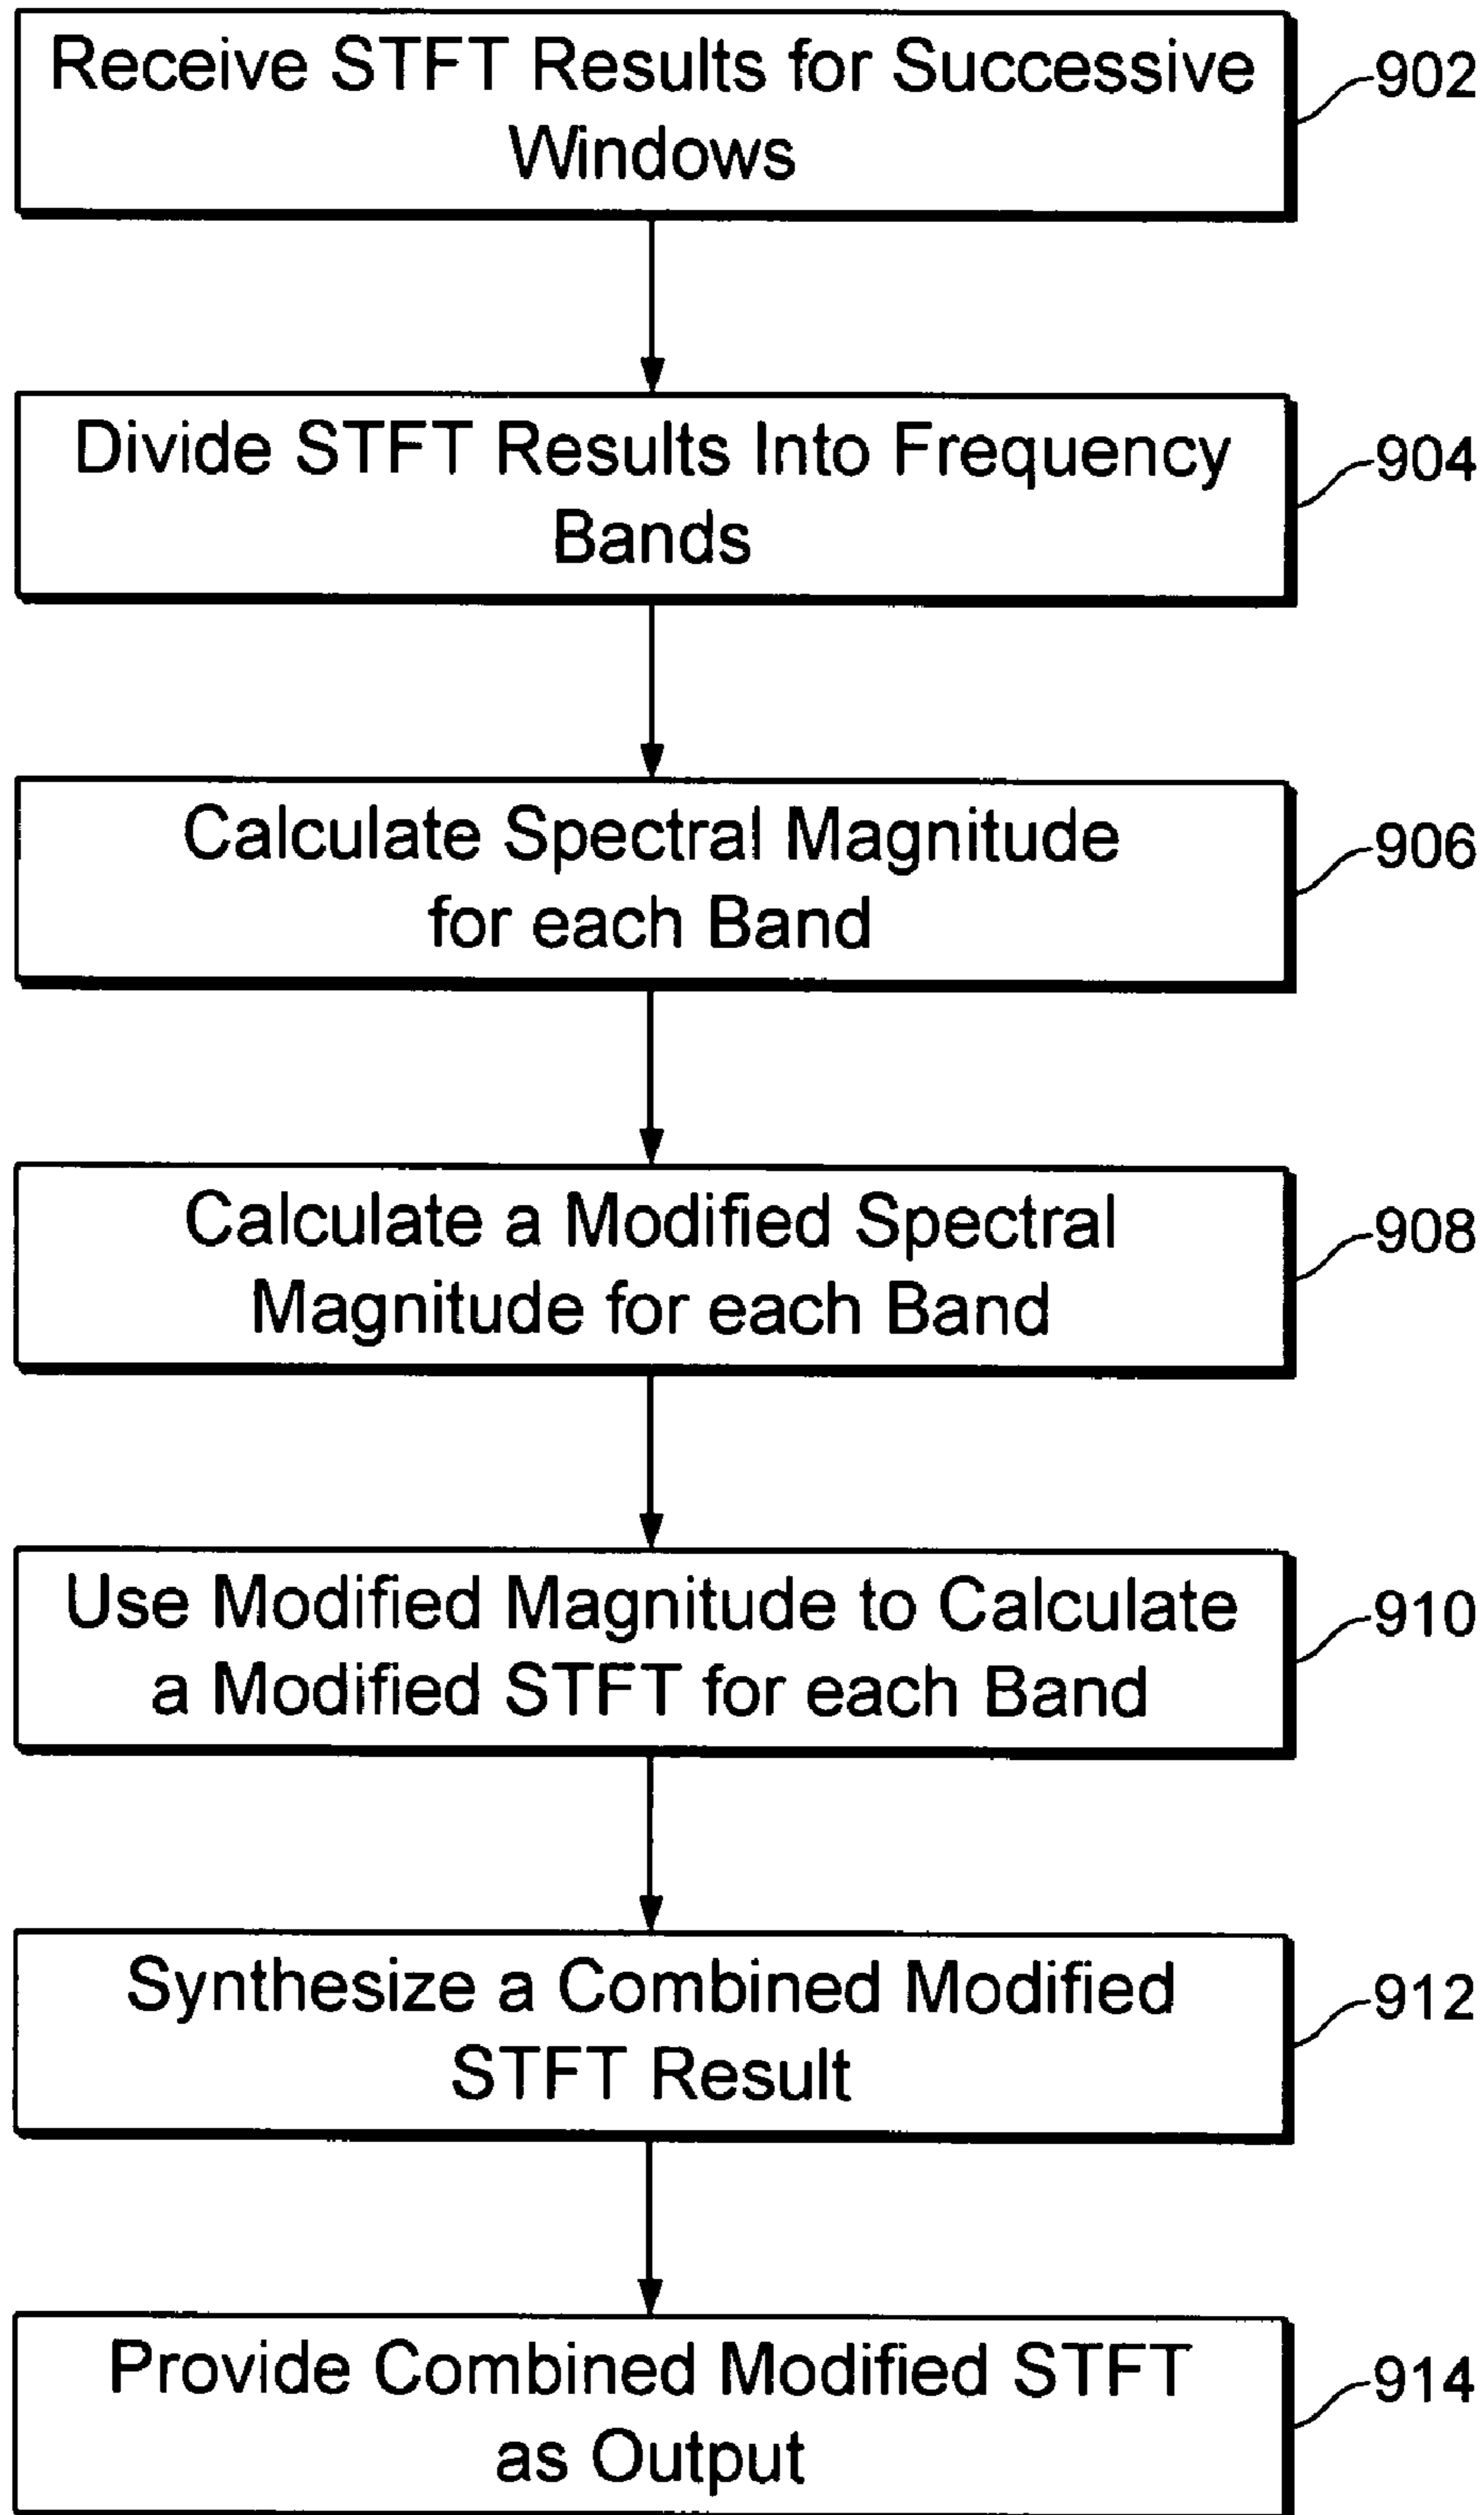 Receive STFT Results for Successive
Windows
902
Divide STFT Results Into Frequency
Bands
904
Calculate Spectral Magnitude
for each Band
906
Calculate a Modified Spectral
Magnitude for each Band
908
Use Modified Magnitude to Calculate
a Modified STFT for each Band
910
Synthesize a Combined Modified
STFT Result
912
Provide Combined Modified STFT
as Output
914